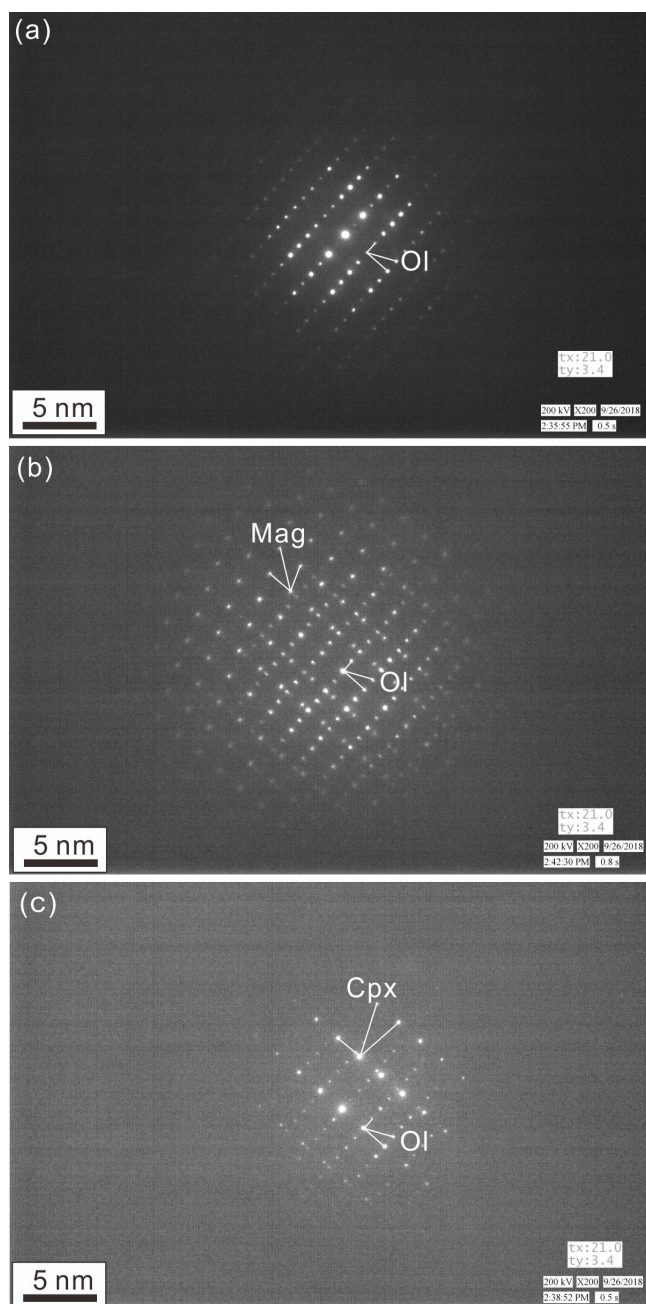 (a)
Ol
tx:21.0
ty:3.4
5 nm
200 kV X200 9/26/2018
2:35:55 PM 0.5 s
(b)
Mag
Ol
tx:21.0
ty:3.4
5 nm
200 kV X200 9/26/2018
2:42:30 PM 0.8 s
(c)
Cpx
Ol
tx:21.0
ty:3.4
5 nm
200 kV X200 9/26/2018
2:38:52 PM 0.5 s